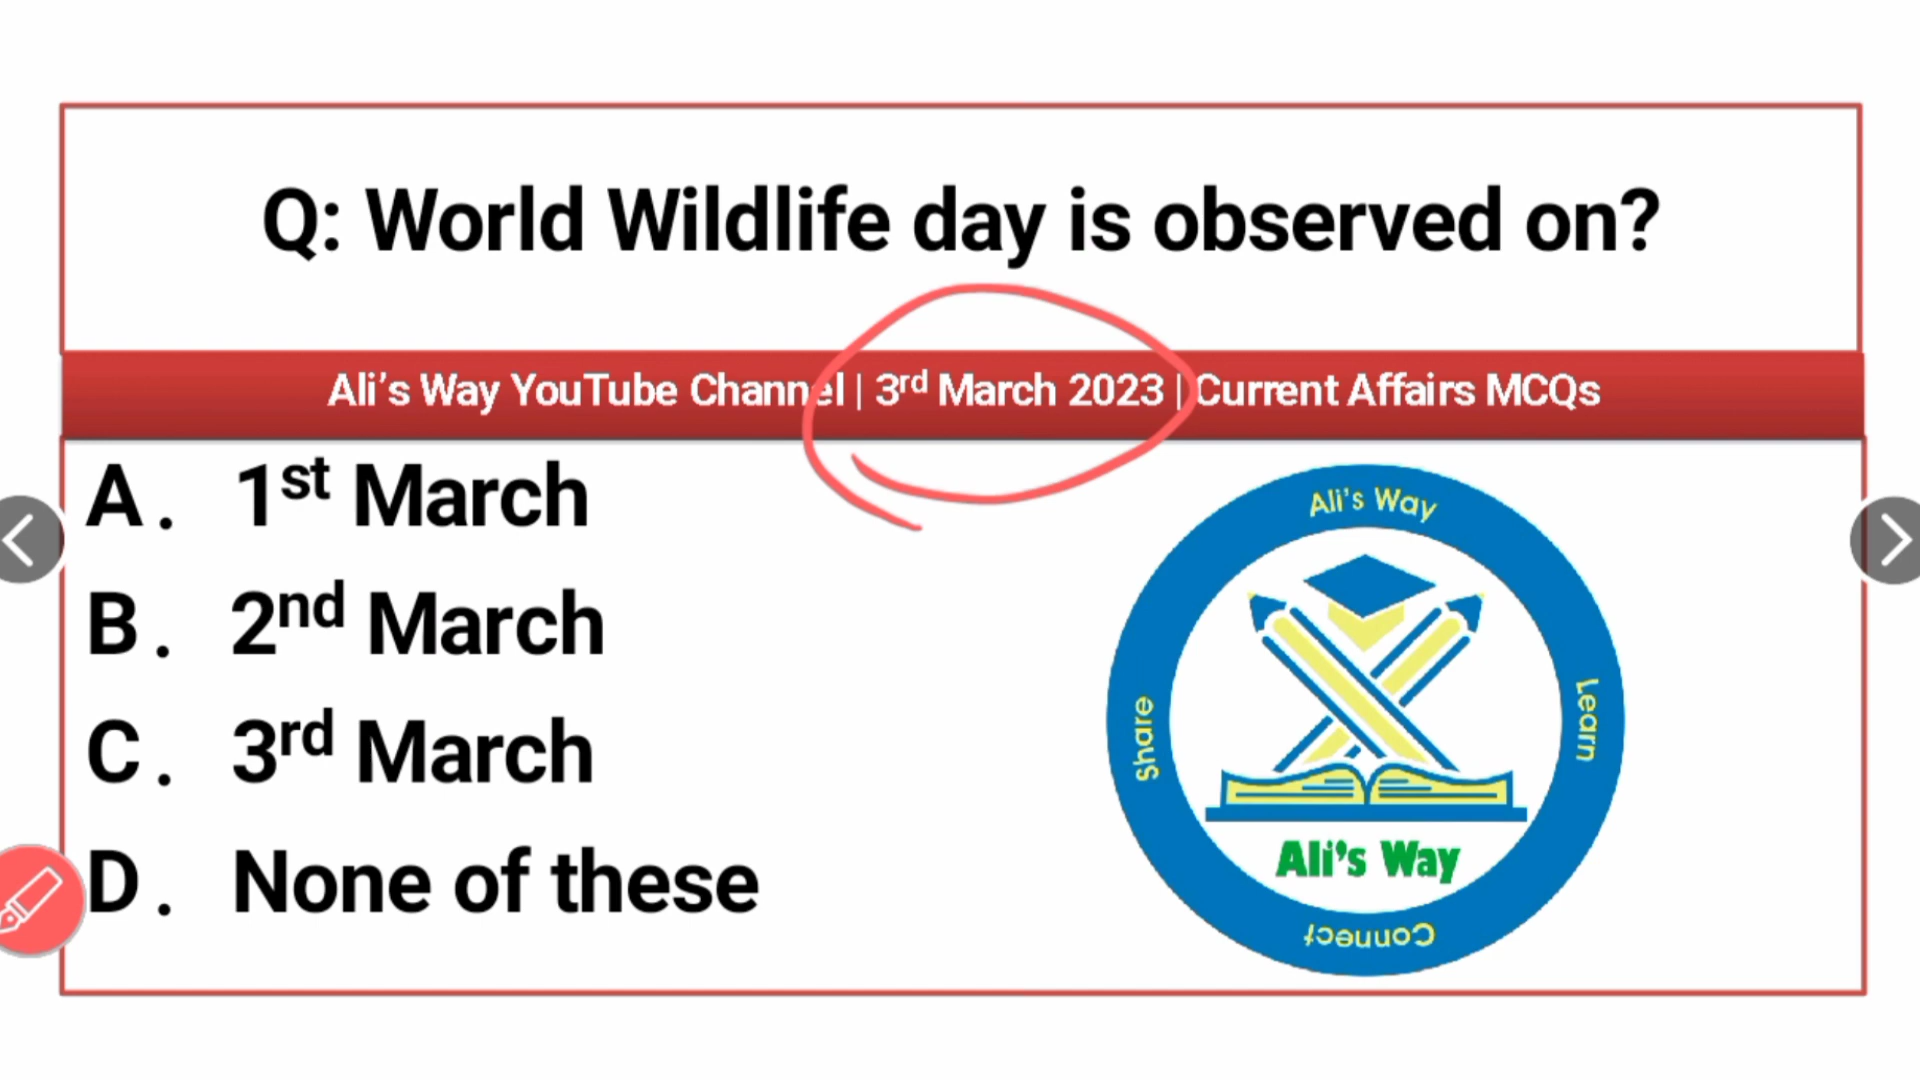 Q: World Wildlife day is observed on?
Ali's Way YouTube Channel | 3rd March 2023 | Current Affairs MCQs
A. 1st March
B. 2nd March
C. 3rd March
D. None of these
Ali's Way
Share
Learn
Ali's Way
Connect